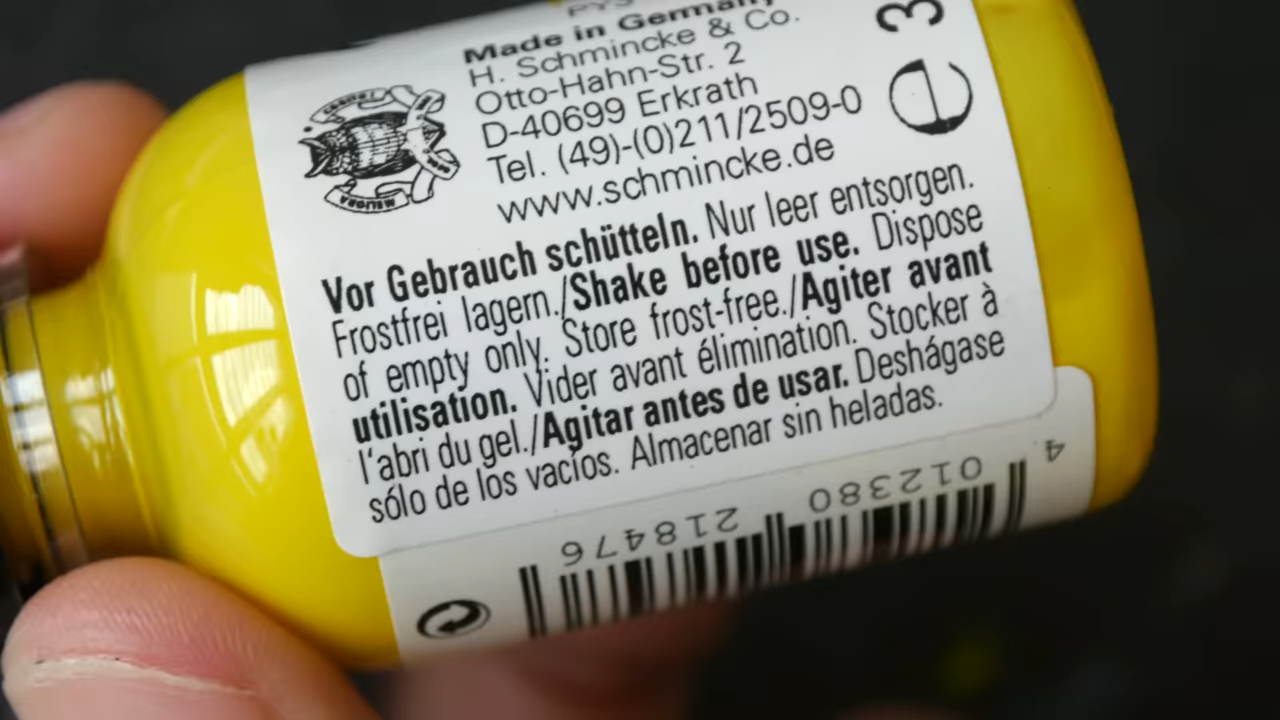 PY3
Made in Germany
H. Schmincke & Co.
Otto-Hahn-Str. 2
D-40699 Erkrath
Tel. (49)-(0)211/2509-0
www.schmincke.de
e 3
MELIORA
Vor Gebrauch schütteln. Nur leer entsorgen.
Frostfrei lagern./Shake before use. Dispose
of empty only. Store frost-free./Agiter avant
utilisation. Vider avant élimination. Stocker à
l'abri du gel./Agitar antes de usar. Deshágase
sólo de los vacíos. Almacenar sin heladas.
4 012380 218476